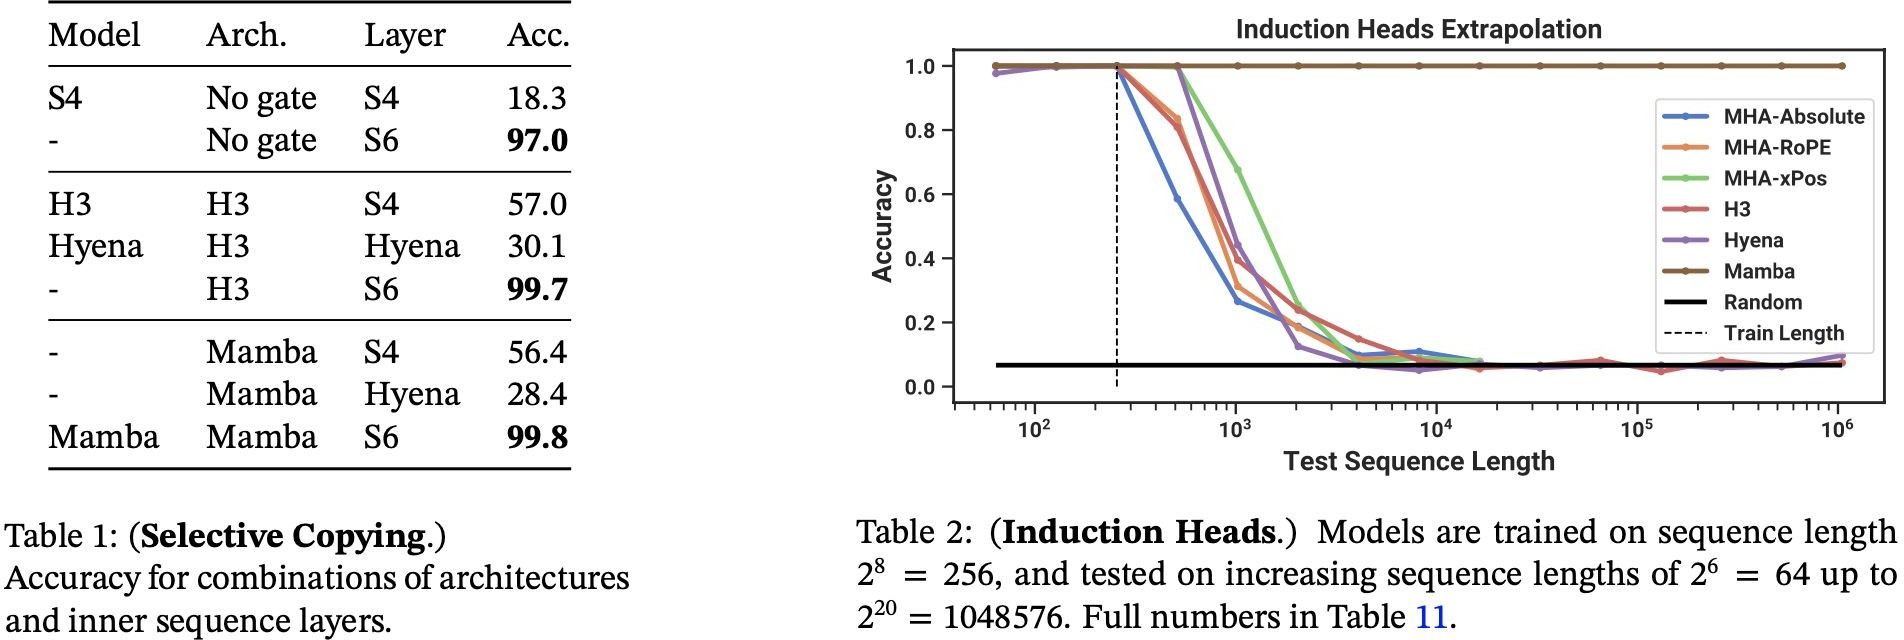 Model Arch. Layer Acc.
S4 No gate S4 18.3
- No gate S6 97.0
H3 H3 S4 57.0
Hyena H3 Hyena 30.1
- H3 S6 99.7
- Mamba S4 56.4
- Mamba Hyena 28.4
Mamba Mamba S6 99.8
Table 1: (Selective Copying.)
Accuracy for combinations of architectures
and inner sequence layers.
Induction Heads Extrapolation
Accuracy
1.0
0.8
0.6
0.4
0.2
0.0
MHA-Absolute
MHA-RoPE
MHA-xPos
H3
Hyena
Mamba
Random
Train Length
10² 10³ 10⁴ 10⁵ 10⁶
Test Sequence Length
Table 2: (Induction Heads.) Models are trained on sequence length
2⁸ = 256, and tested on increasing sequence lengths of 2⁶ = 64 up to
2²⁰ = 1048576. Full numbers in Table 11.